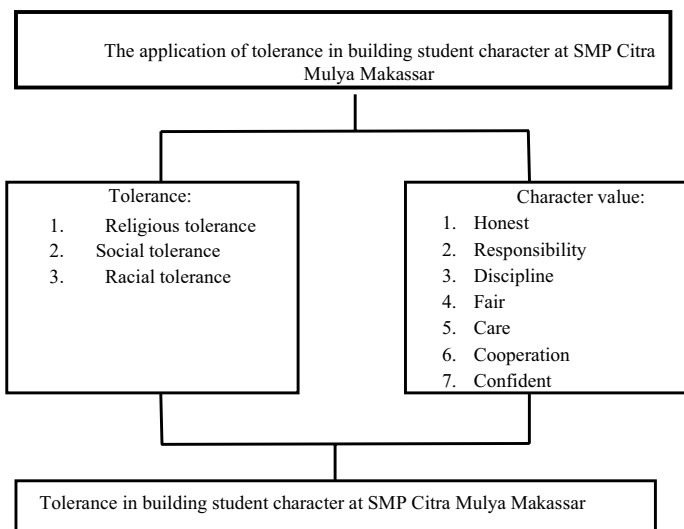 The application of tolerance in building student character at SMP Citra
Mulya Makassar
Tolerance:
1. Religious tolerance
2. Social tolerance
3. Racial tolerance
Character value:
1. Honest
2. Responsibility
3. Discipline
4. Fair
5. Care
6. Cooperation
7. Confident
Tolerance in building student character at SMP Citra Mulya Makassar